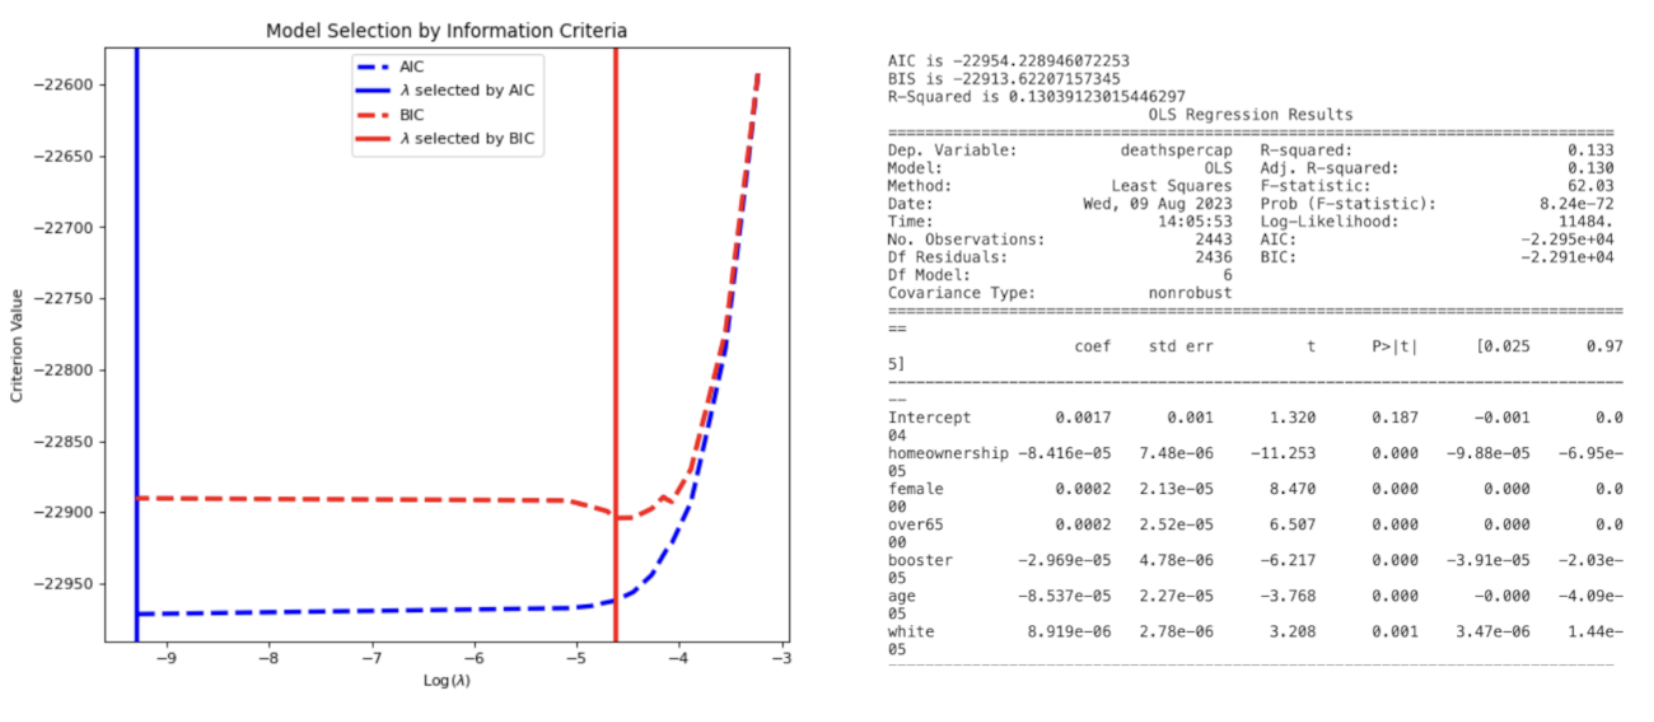 Model Selection by Information Criteria
AIC
λ selected by AIC
BIC
λ selected by BIC
−22600
−22650
−22700
−22750
−22800
−22850
−22900
−22950
Criterion Value
−9 −8 −7 −6 −5 −4 −3
Log(λ)
AIC is −22954.228946072253
BIS is −22913.62207157345
R-Squared is 0.13039123015446297
OLS Regression Results
==============================================================================
Dep. Variable: deathspercap R-squared: 0.133
Model: OLS Adj. R-squared: 0.130
Method: Least Squares F-statistic: 62.03
Date: Wed, 09 Aug 2023 Prob (F-statistic): 8.24e-72
Time: 14:05:53 Log-Likelihood: 11484.
No. Observations: 2443 AIC: -2.295e+04
Df Residuals: 2436 BIC: -2.291e+04
Df Model: 6
Covariance Type: nonrobust
==============================================================================
==
coef std err t P>|t| [0.025 0.97
5]
------------------------------------------------------------------------------
--
Intercept 0.0017 0.001 1.320 0.187 -0.001 0.0
04
homeownership -8.416e-05 7.48e-06 -11.253 0.000 -9.88e-05 -6.95e-
05
female 0.0002 2.13e-05 8.470 0.000 0.000 0.0
00
over65 0.0002 2.52e-05 6.507 0.000 0.000 0.0
00
booster -2.969e-05 4.78e-06 -6.217 0.000 -3.91e-05 -2.03e-
05
age -8.537e-05 2.27e-05 -3.768 0.000 -0.000 -4.09e-
05
white 8.919e-06 2.78e-06 3.208 0.001 3.47e-06 1.44e-
05
------------------------------------------------------------------------------